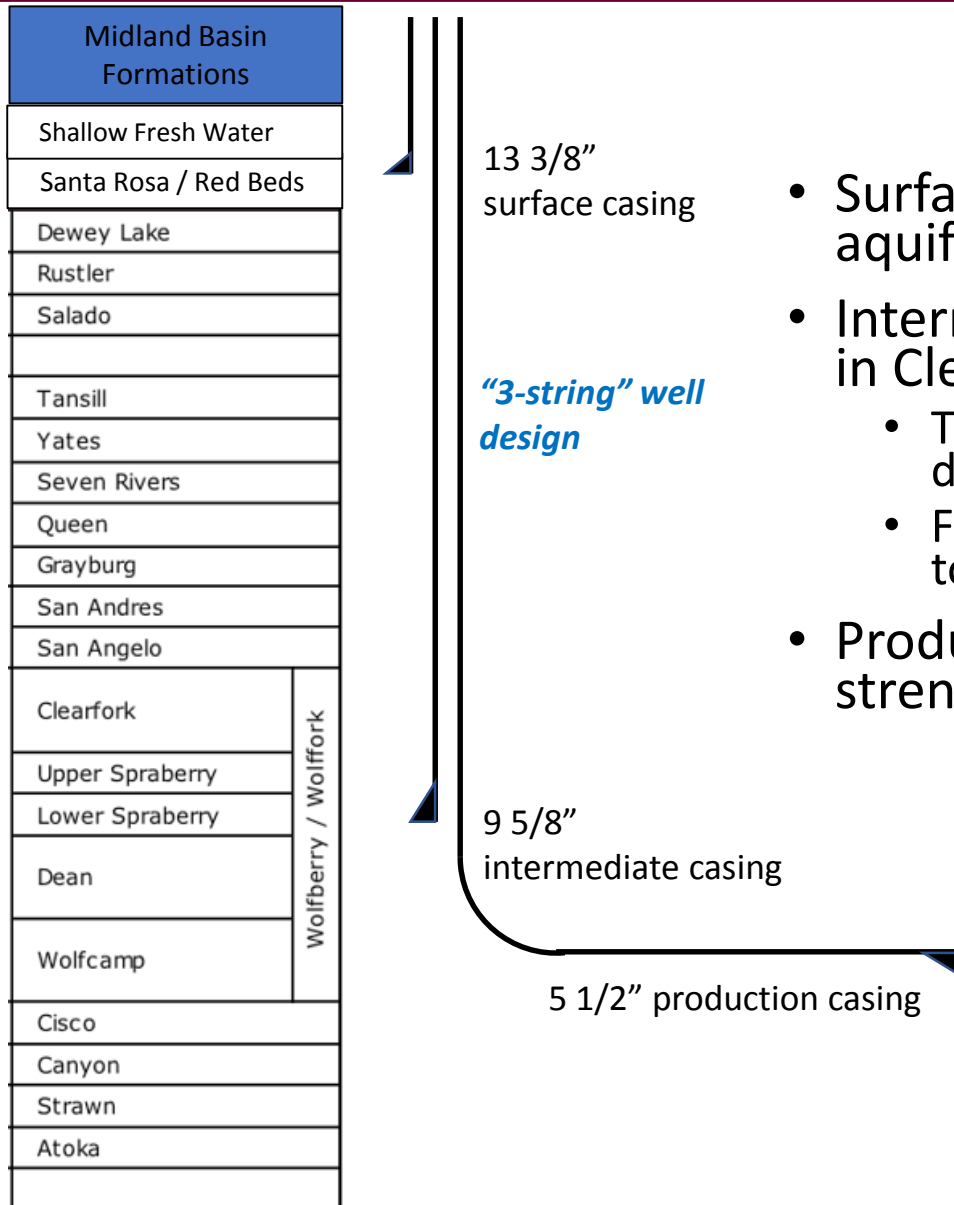 Midland Basin
Formations
Shallow Fresh Water
Santa Rosa / Red Beds
Dewey Lake
Rustler
Salado
Tansill
Yates
Seven Rivers
Queen
Grayburg
San Andres
San Angelo
Clearfork
Upper Spraberry
Lower Spraberry
Dean
Wolfcamp
Wolfberry / Wolffork
Cisco
Canyon
Strawn
Atoka
13 3/8”
surface casing
“3-string” well
design
9 5/8”
intermediate casing
5 1/2” production casing
• 
•
in
•
•
•